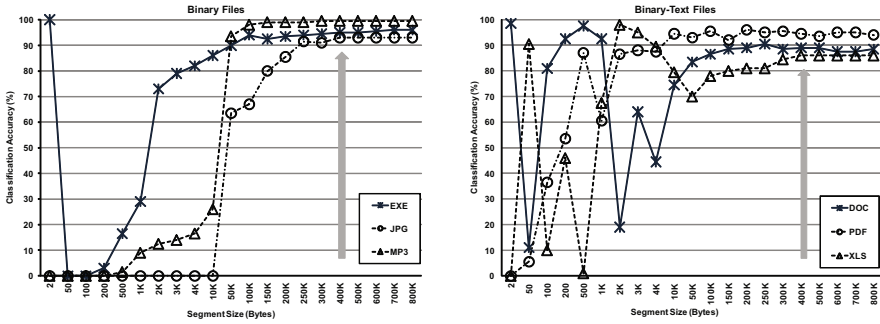 Binary Files
Classification Accuracy (%)
100
90
80
70
60
50
40
30
20
10
0
EXE
JPG
MP3
2
50
100
200
500
1K
2K
3K
4K
10K
50K
100K
150K
200K
250K
300K
400K
500K
600K
700K
800K
Segment Size (Bytes)
Binary-Text Files
Classification Accuracy (%)
100
90
80
70
60
50
40
30
20
10
0
DOC
PDF
XLS
2
50
100
200
500
1K
2K
3K
4K
10K
50K
100K
150K
200K
250K
300K
400K
500K
600K
700K
800K
Segment Size (Bytes)